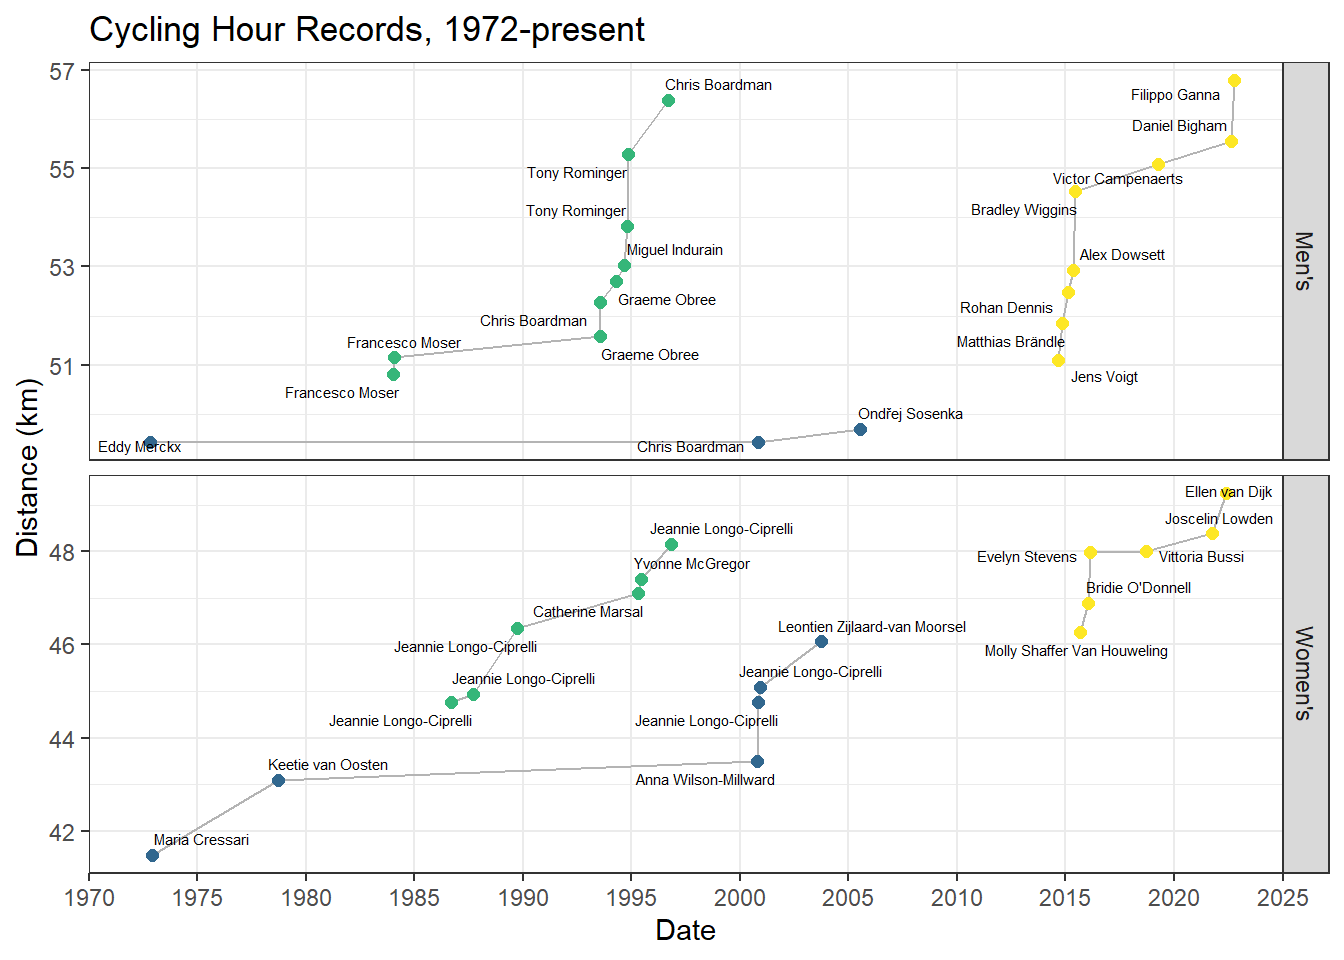 Cycling Hour Records, 1972-present
Distance (km)
57
55
53
51
Chris Boardman
Tony Rominger
Tony Rominger
Miguel Indurain
Graeme Obree
Chris Boardman
Francesco Moser
Graeme Obree
Francesco Moser
Eddy Merckx
Chris Boardman
Ondřej Sosenka
Filippo Ganna
Daniel Bigham
Victor Campenaerts
Bradley Wiggins
Alex Dowsett
Rohan Dennis
Matthias Brändle
Jens Voigt
Men's
48
46
44
42
Ellen van Dijk
Joscelin Lowden
Jeannie Longo-Ciprelli
Evelyn Stevens
Vittoria Bussi
Yvonne McGregor
Bridie O'Donnell
Catherine Marsal
Leontien Zijlaard-van Moorsel
Jeannie Longo-Ciprelli
Molly Shaffer Van Houweling
Jeannie Longo-Ciprelli
Jeannie Longo-Ciprelli
Jeannie Longo-Ciprelli
Jeannie Longo-Ciprelli
Keetie van Oosten
Anna Wilson-Millward
Maria Cressari
Women's
1970
1975
1980
1985
1990
1995
2000
2005
2010
2015
2020
2025
Date